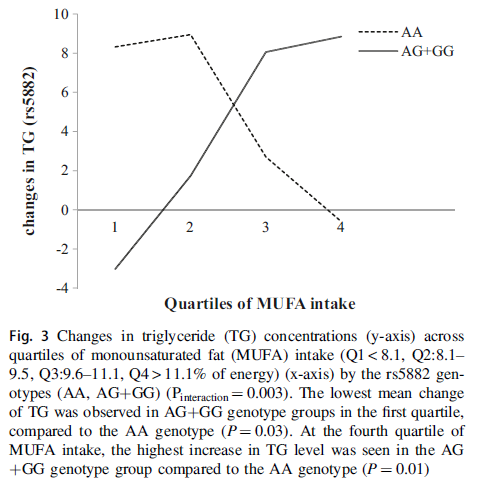 10
8
6
4
2
0
-2
-4
changes in TG (rs5882)
AA
AG+GG
1 2 3 4
Quartiles of MUFA intake
Fig. 3 Changes in triglyceride (TG) concentrations (y-axis) across
quartiles of monounsaturated fat (MUFA) intake (Q1 < 8.1, Q2:8.1–
9.5, Q3:9.6–11.1, Q4 > 11.1% of energy) (x-axis) by the rs5882 gen-
otypes (AA, AG+GG) (Pinteraction = 0.003). The lowest mean change
of TG was observed in AG+GG genotype groups in the first quartile,
compared to the AA genotype (P = 0.03). At the fourth quartile of
MUFA intake, the highest increase in TG level was seen in the AG
+GG genotype group compared to the AA genotype (P = 0.01)